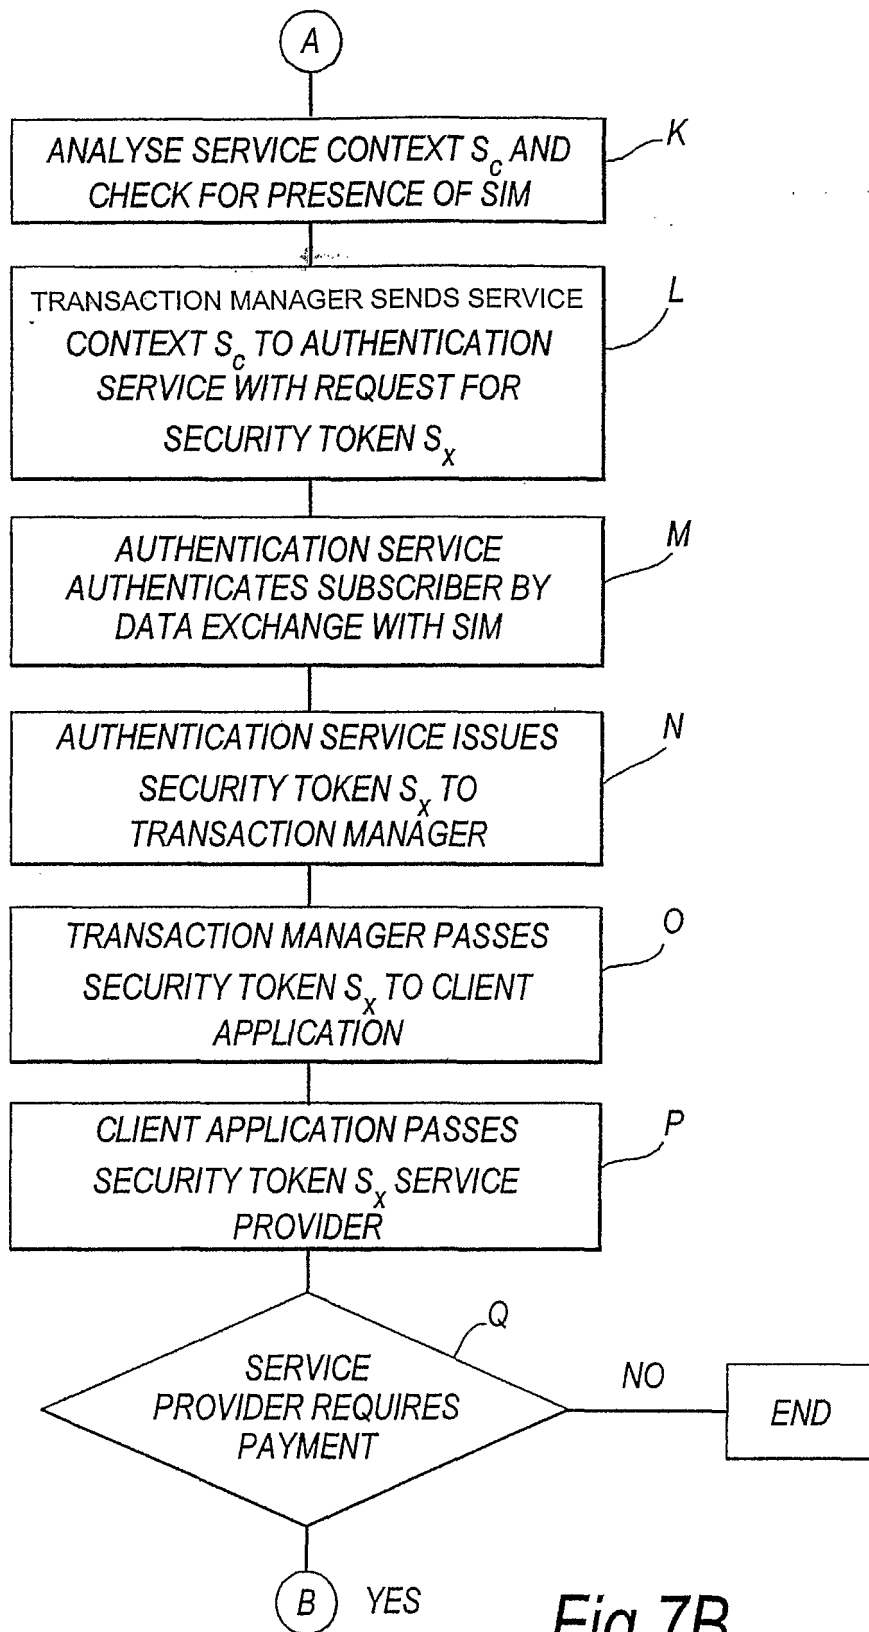 A
ANALYSE SERVICE CONTEXT Sc AND
CHECK FOR PRESENCE OF SIM
K
TRANSACTION MANAGER SENDS SERVICE
CONTEXT Sc TO AUTHENTICATION
SERVICE WITH REQUEST FOR
SECURITY TOKEN Sx
L
AUTHENTICATION SERVICE
AUTHENTICATES SUBSCRIBER BY
DATA EXCHANGE WITH SIM
M
AUTHENTICATION SERVICE ISSUES
SECURITY TOKEN Sx TO
TRANSACTION MANAGER
N
TRANSACTION MANAGER PASSES
SECURITY TOKEN Sx TO CLIENT
APPLICATION
O
CLIENT APPLICATION PASSES
SECURITY TOKEN Sx SERVICE
PROVIDER
P
Q
SERVICE
PROVIDER REQUIRES
PAYMENT
NO
END
B YES
Fig.7B